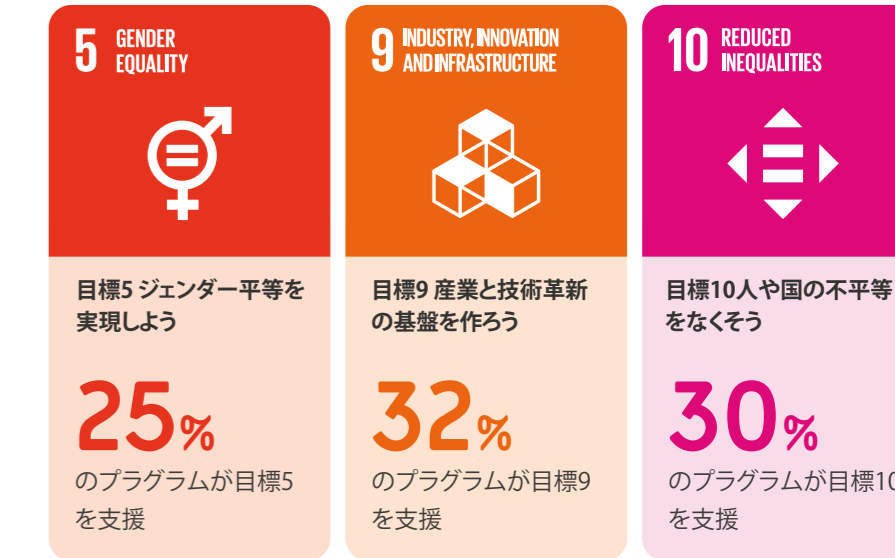 5 GENDER
EQUALITY
目標5 ジェンダー平等を
実現しよう
25%
のプラグラムが目標5
を支援
9 INDUSTRY, INNOVATION
AND INFRASTRUCTURE
目標9 産業と技術革新
の基盤を作ろう
32%
のプラグラムが目標9
を支援
10 REDUCED
INEQUALITIES
目標10人や国の不平等
をなくそう
30%
のプラグラムが目標10
を支援